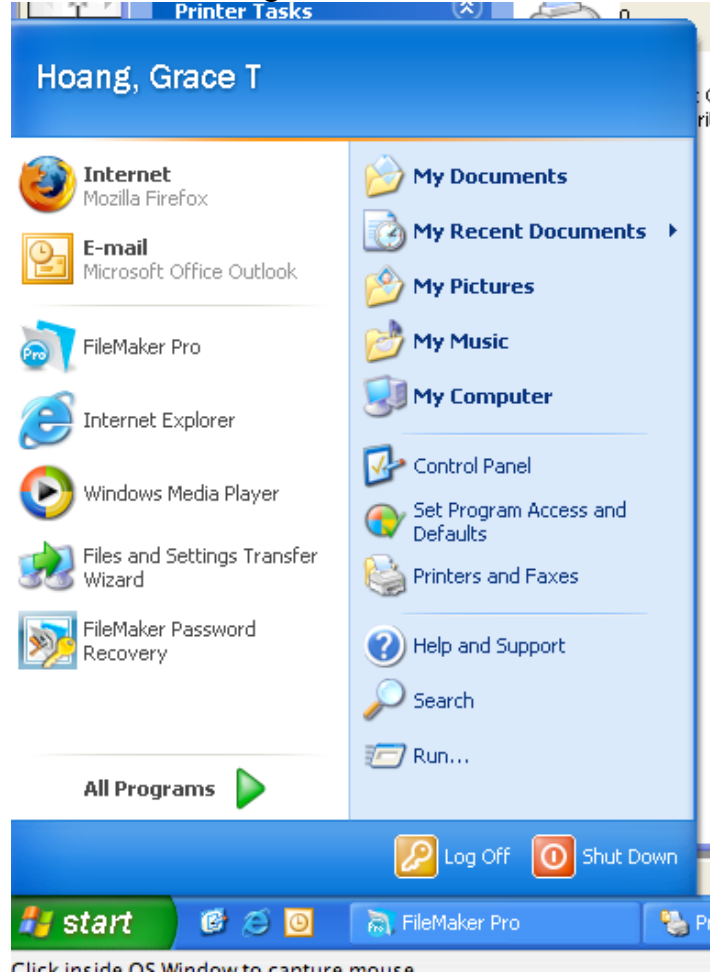 Printer Tasks
Hoang, Grace T
Internet
Mozilla Firefox
E-mail
Microsoft Office Outlook
Pro
FileMaker Pro
Internet Explorer
Windows Media Player
Files and Settings Transfer
Wizard
FileMaker Password
Recovery
All Programs
My Documents
My Recent Documents
My Pictures
My Music
My Computer
Control Panel
Set Program Access and
Defaults
Printers and Faxes
Help and Support
Search
Run...
Log Off
Shut Down
start
FileMaker Pro
Click inside OS Window to capture mouse